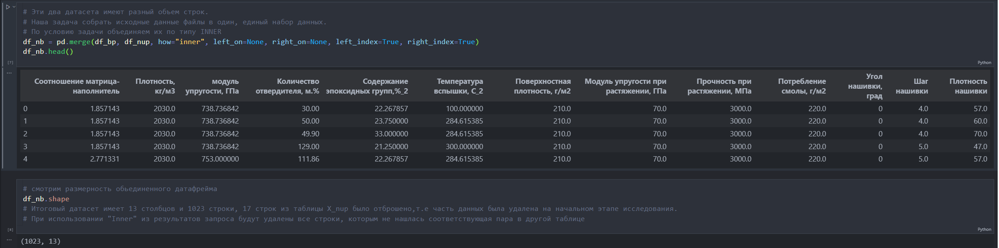 # Эти два датасета имеют разный объем строк.
# Наша задача собрать исходные данные файлы в один, единый набор данных.
# По условию задачи объединяем их по типу INNER
df_nb = pd.merge(df_bp, df_nup, how="inner", left_on=None, right_on=None, left_index=True, right_index=True)
df_nb.head()
[7]
Python
Соотношение матрица-наполнитель Плотность, кг/м3 модуль упругости, ГПа Количество отвердителя, м.% Содержание эпоксидных групп,%_2 Температура вспышки, С_2 Поверхностная плотность, г/м2 Модуль упругости при растяжении, ГПа Прочность при растяжении, МПа Потребление смолы, г/м2 Угол нашивки, град Шаг нашивки Плотность нашивки
0 1.857143 2030.0 738.736842 30.00 22.267857 100.000000 210.0 70.0 3000.0 220.0 0 4.0 57.0
1 1.857143 2030.0 738.736842 50.00 23.750000 284.615385 210.0 70.0 3000.0 220.0 0 4.0 60.0
2 1.857143 2030.0 738.736842 49.90 33.000000 284.615385 210.0 70.0 3000.0 220.0 0 4.0 70.0
3 1.857143 2030.0 738.736842 129.00 21.250000 300.000000 210.0 70.0 3000.0 220.0 0 5.0 47.0
4 2.771331 2030.0 753.000000 111.86 22.267857 284.615385 210.0 70.0 3000.0 220.0 0 5.0 57.0
# смотрим размерность обьединенного датафрейма
df_nb.shape
# Итоговый датасет имеет 13 столбцов и 1023 строки, 17 строк из таблицы X_nup было отброшено,т.е часть данных была удалена на начальном этапе исследования.
# При использовании "Inner" из результатов запроса будут удалены все строки, которым не нашлась соответствующая пара в другой таблице
[8]
Python
(1023, 13)